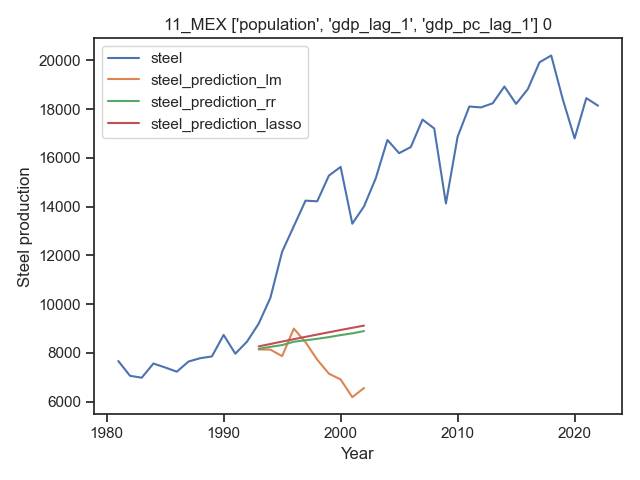 11_MEX ['population', 'gdp_lag_1', 'gdp_pc_lag_1'] 0
steel
steel_prediction_lm
steel_prediction_rr
steel_prediction_lasso
20000
18000
16000
14000
12000
10000
8000
6000
Steel production
1980
1990
2000
2010
2020
Year